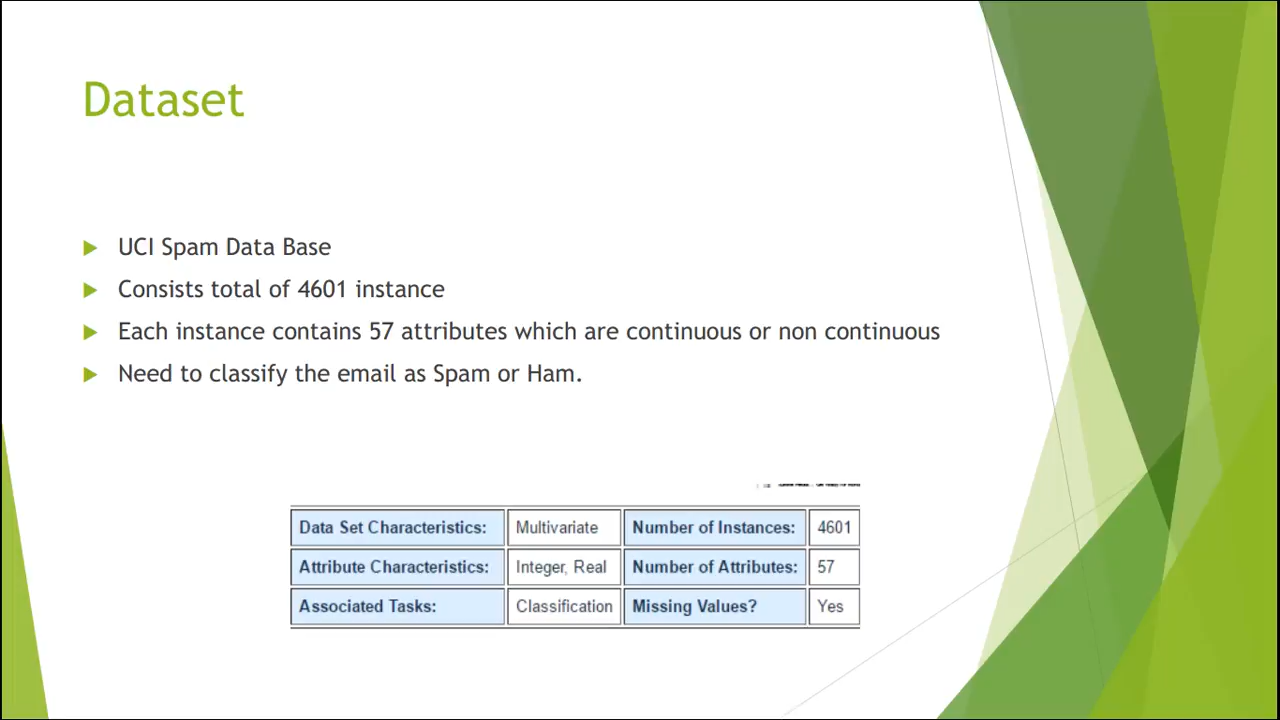 Dataset
UCI Spam Data Base
Consists total of 4601 instance
Each instance contains 57 attributes which are continuous or non continuous
Need to classify the email as Spam or Ham.
Data Set Characteristics: Multivariate Number of Instances: 4601
Attribute Characteristics: Integer, Real Number of Attributes: 57
Associated Tasks: Classification Missing Values? Yes